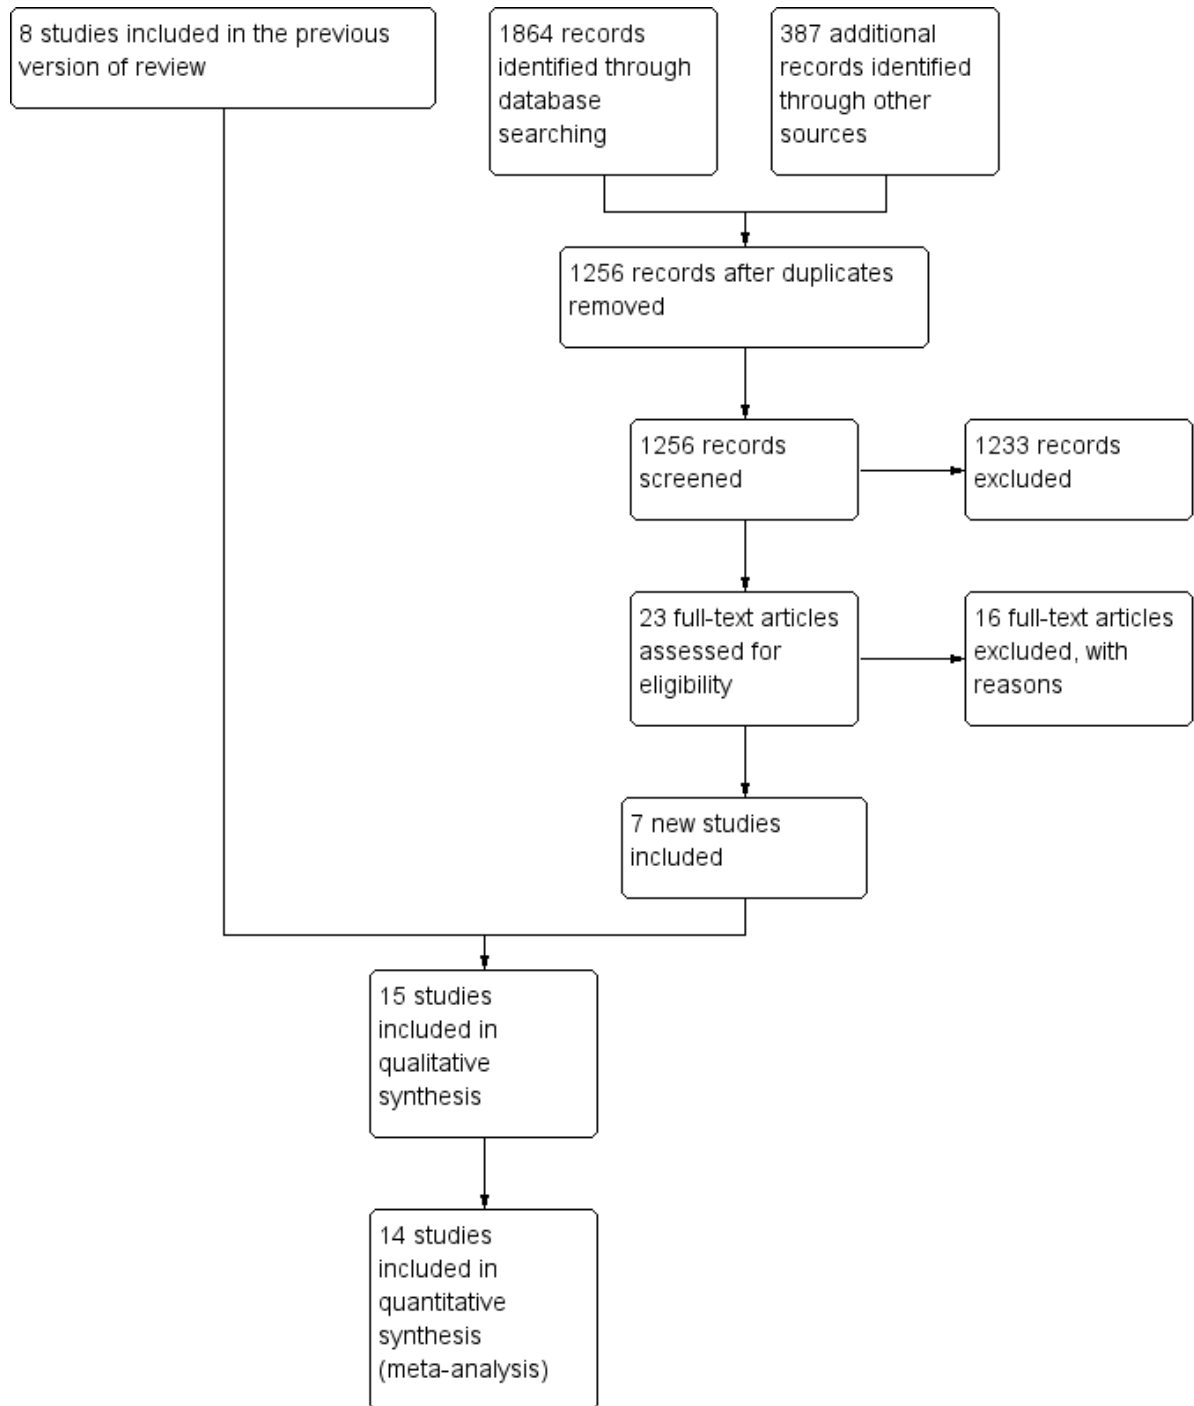 8 studies included in the previous
version of review
1864 records
identified through
database
searching
387 additional
records identified
through other
sources
1256 records after duplicates
removed
1256 records
screened
1233 records
excluded
23 full-text articles
assessed for
eligibility
16 full-text articles
excluded, with
reasons
7 new studies
included
15 studies
included in
qualitative
synthesis
14 studies
included in
quantitative
synthesis
(meta-analysis)